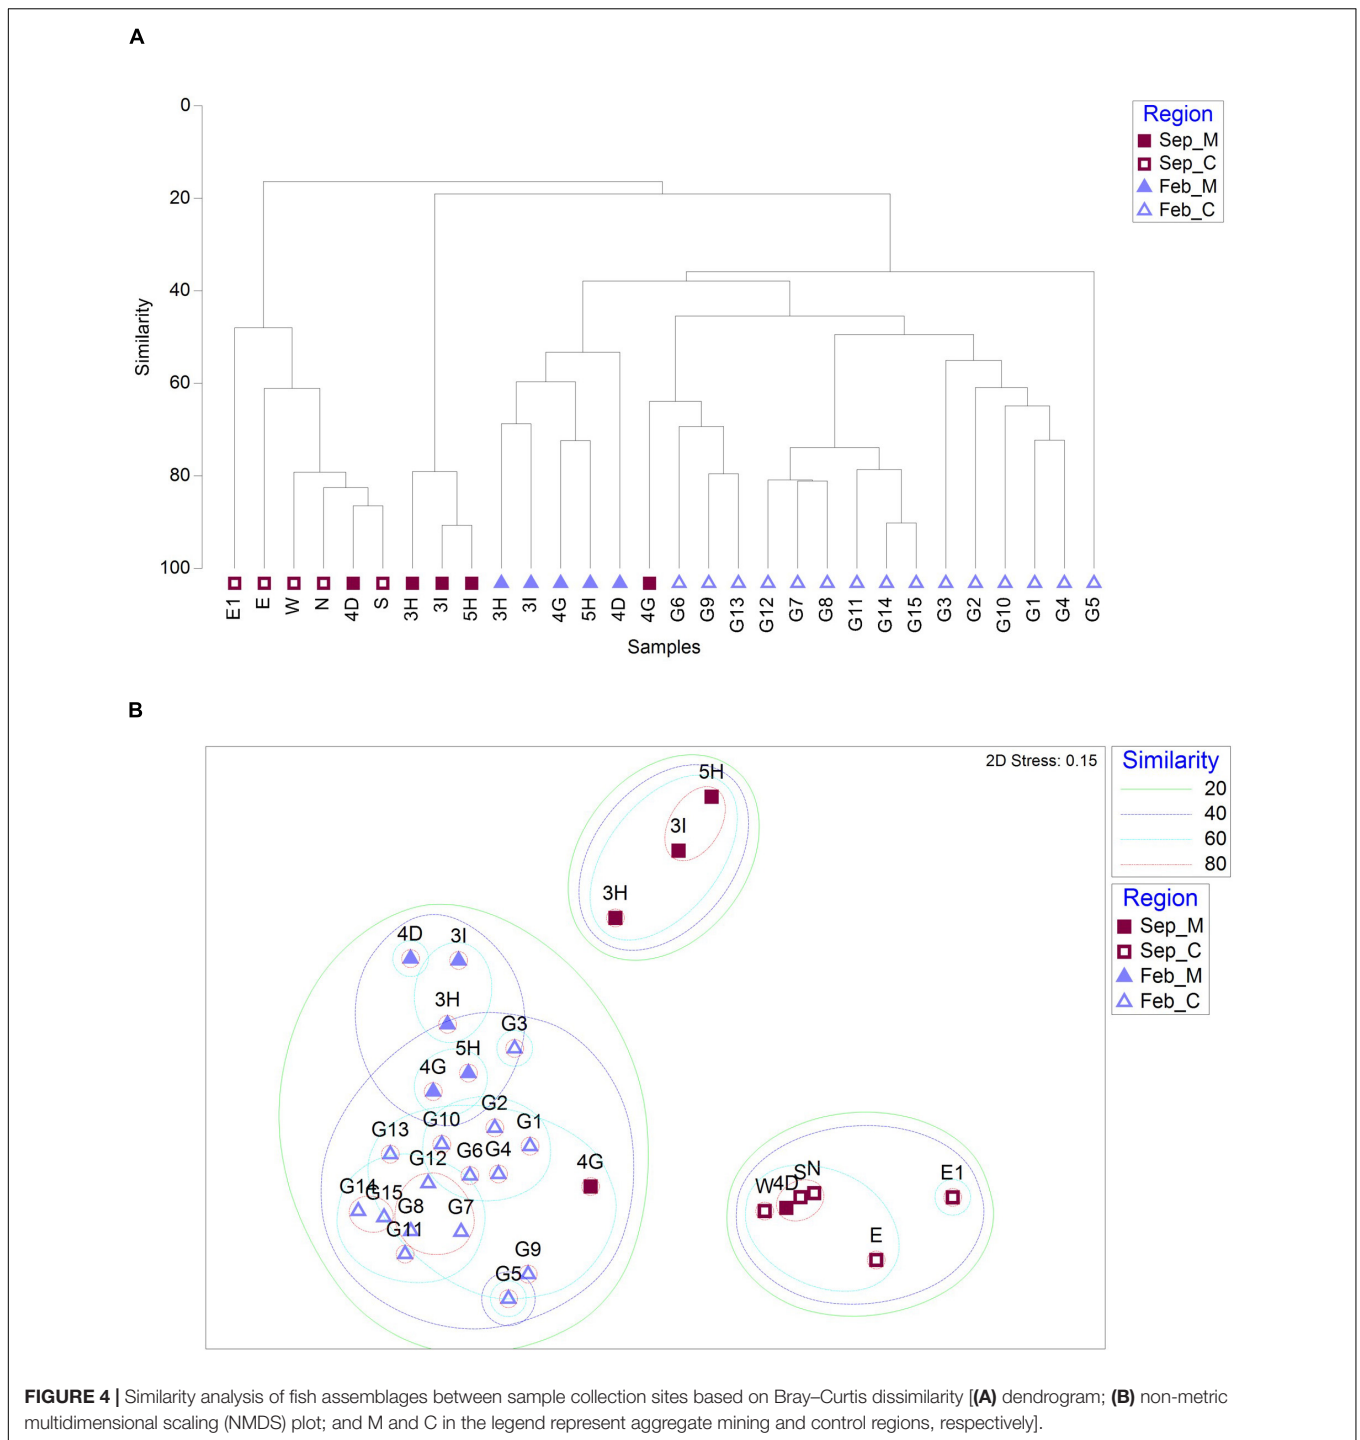 A
0
20
40
60
80
100
Similarity
Region
Sep_M
Sep_C
Feb_M
Feb_C
E1 E W N 4D S 3H 3I 5H 3H 3I 4G 5H 4D 4G G6 G9 G13 G12 G7 G8 G11 G14 G15 G3 G2 G10 G1 G4 G5
Samples
B
2D Stress: 0.15
Similarity
20
40
60
80
Region
Sep_M
Sep_C
Feb_M
Feb_C
5H
3I
3H
4D 3I
3H
G3
5H
4G
G2
G10 G1
G13
G12 G6 G4
4G
G14
G15
G8 G7
G11
G9
G5
W 4D S N
E1
E
FIGURE 4 | Similarity analysis of fish assemblages between sample collection sites based on Bray–Curtis dissimilarity [(A) dendrogram; (B) non-metric
multidimensional scaling (NMDS) plot; and M and C in the legend represent aggregate mining and control regions, respectively].